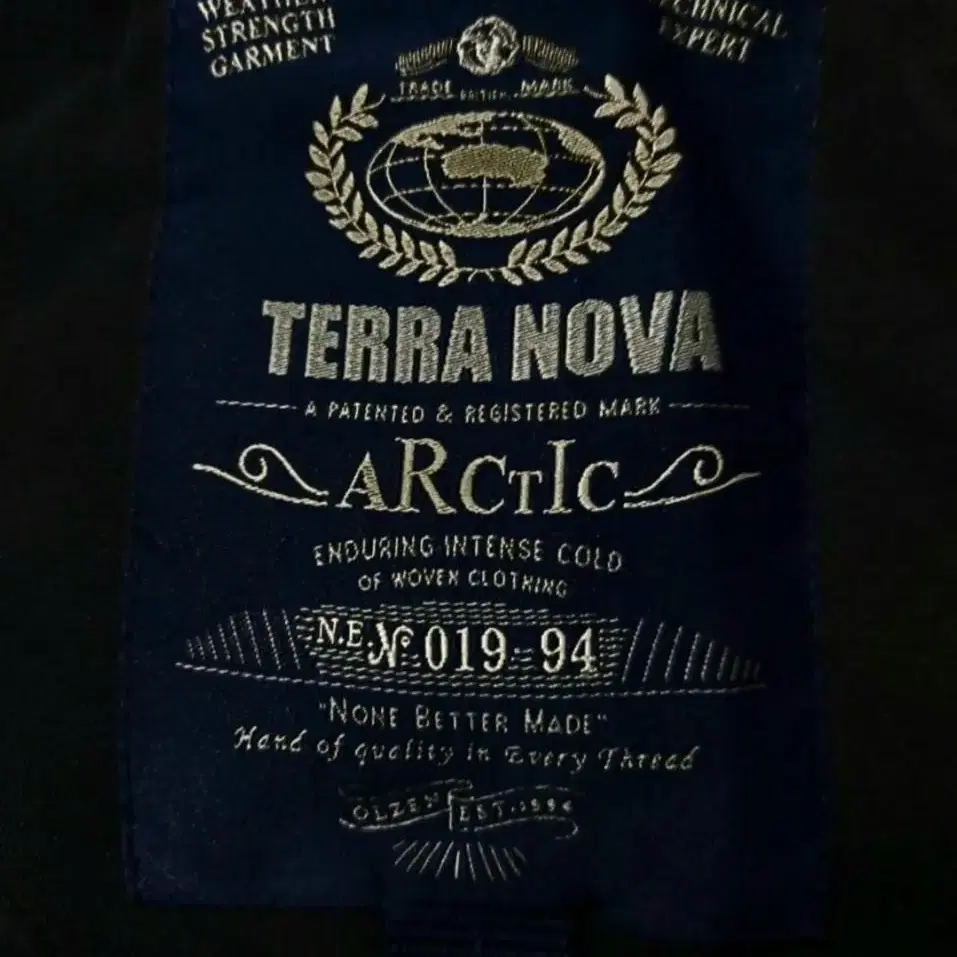 WEATHER
STRENGTH
GARMENT
TECHNICAL
EXPERT
TRADE BRITISH MARK
TERRA NOVA
A PATENTED & REGISTERED MARK
ARCTIC
ENDURING INTENSE COLD
OF WOVEN CLOTHING
N.E. No 019-94
"NONE BETTER MADE"
Hand of quality in Every Thread
OLZEN EST. 1994